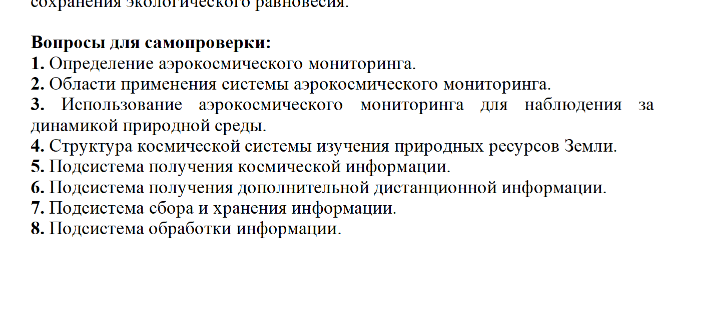 сохранения экологического равновесия.
Вопросы для самопроверки:
1. Определение аэрокосмического мониторинга.
2. Области применения системы аэрокосмического мониторинга.
3. Использование аэрокосмического мониторинга для наблюдения за
динамикой природной среды.
4. Структура космической системы изучения природных ресурсов Земли.
5. Подсистема получения космической информации.
6. Подсистема получения дополнительной дистанционной информации.
7. Подсистема сбора и хранения информации.
8. Подсистема обработки информации.